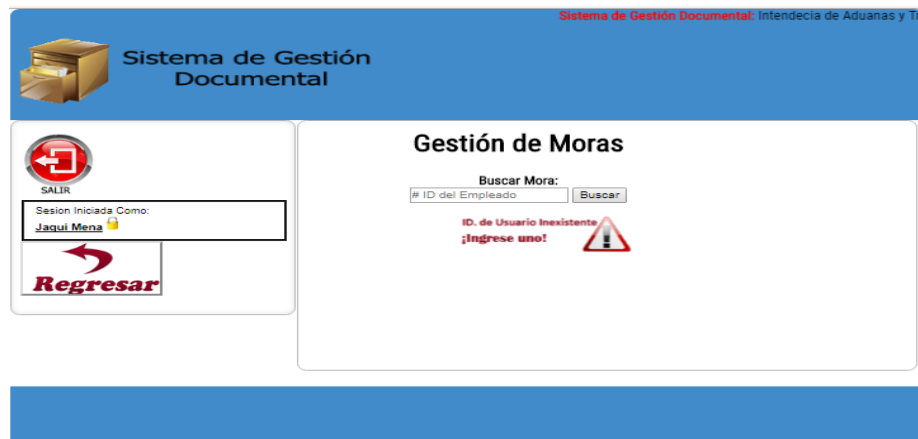 Sistema de Gestión Documental: Intendecia de Aduanas y
Sistema de Gestión
Documental
SALIR
Sesion Iniciada Como:
Jaqui Mena
Regresar
Gestión de Moras
Buscar Mora:
# ID del Empleado
Buscar
ID. de Usuario Inexistente
¡Ingrese uno!